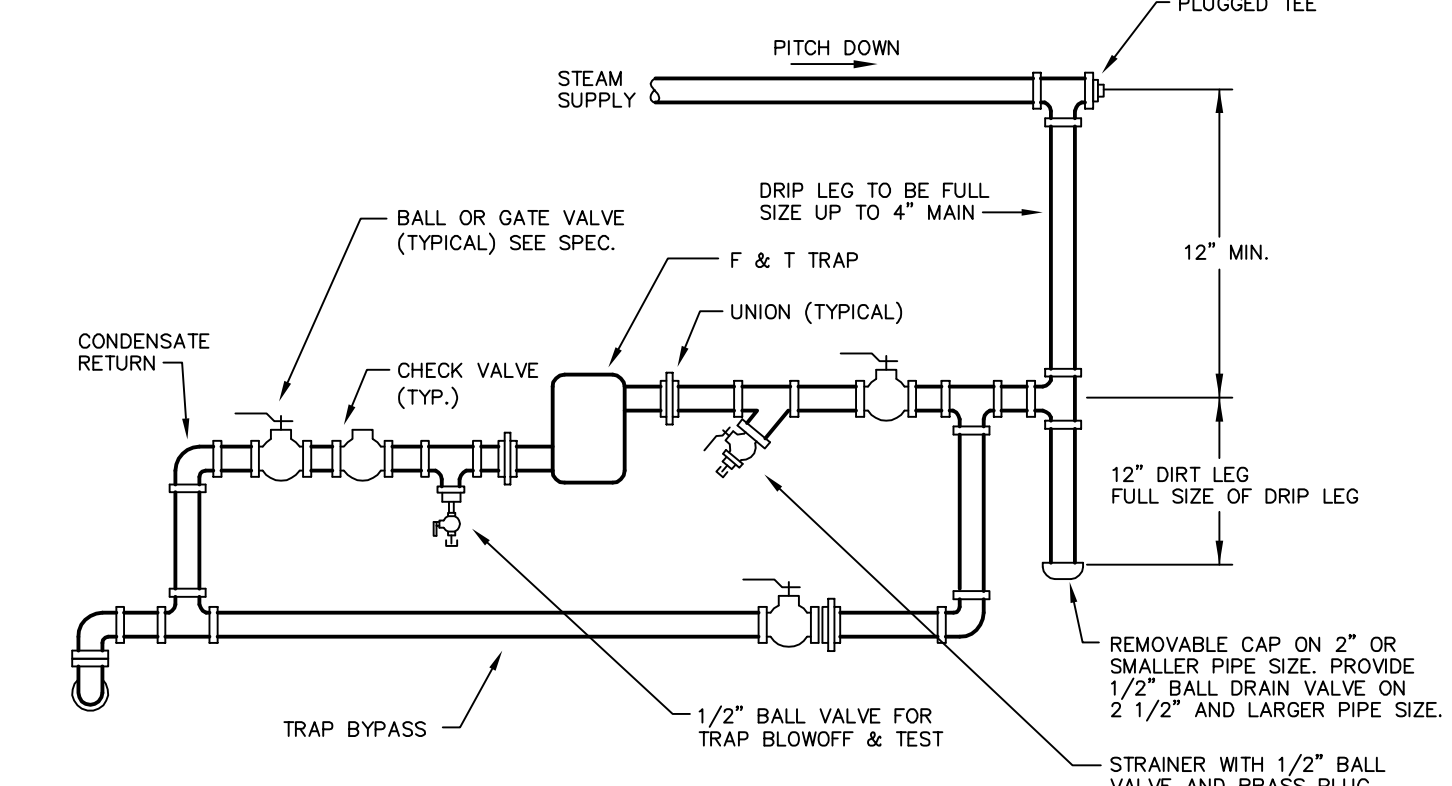 PLUGGED TEE
PITCH DOWN
STEAM
SUPPLY
DRIP LEG TO BE FULL
SIZE UP TO 4" MAIN
BALL OR GATE VALVE
(TYPICAL) SEE SPEC.
F & T TRAP
12" MIN.
UNION (TYPICAL)
CONDENSATE
RETURN
CHECK VALVE
(TYP.)
12" DIRT LEG
FULL SIZE OF DRIP LEG
REMOVABLE CAP ON 2" OR
SMALLER PIPE SIZE. PROVIDE
1/2" BALL DRAIN VALVE ON
2 1/2" AND LARGER PIPE SIZE.
TRAP BYPASS
1/2" BALL VALVE FOR
TRAP BLOWOFF & TEST
STRAINER WITH 1/2" BALL
VALVE AND BRASS PLUG